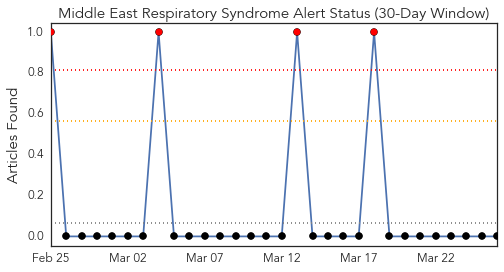 Middle East Respiratory Syndrome Alert Status (30-Day Window)
Articles Found
1.0
0.8
0.6
0.4
0.2
0.0
Feb 25 Mar 02 Mar 07 Mar 12 Mar 17 Mar 22